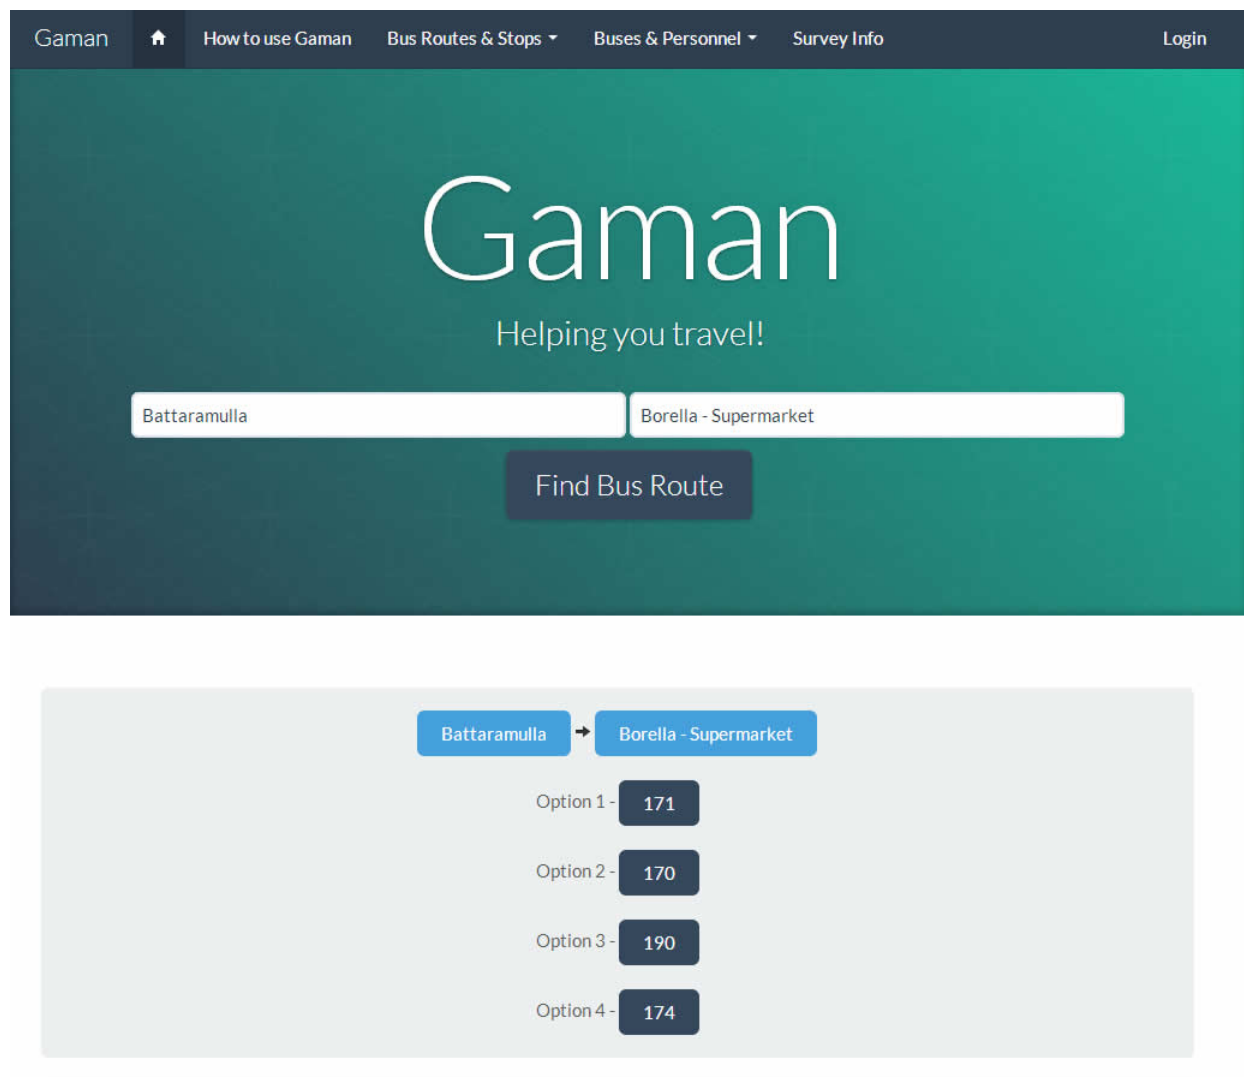 Gaman How to use Gaman Bus Routes & Stops Buses & Personnel Survey Info Login
Gaman
Helping you travel!
Battaramulla Borella - Supermarket
Find Bus Route
Battaramulla Borella - Supermarket
Option 1 - 171
Option 2 - 170
Option 3 - 190
Option 4 - 174